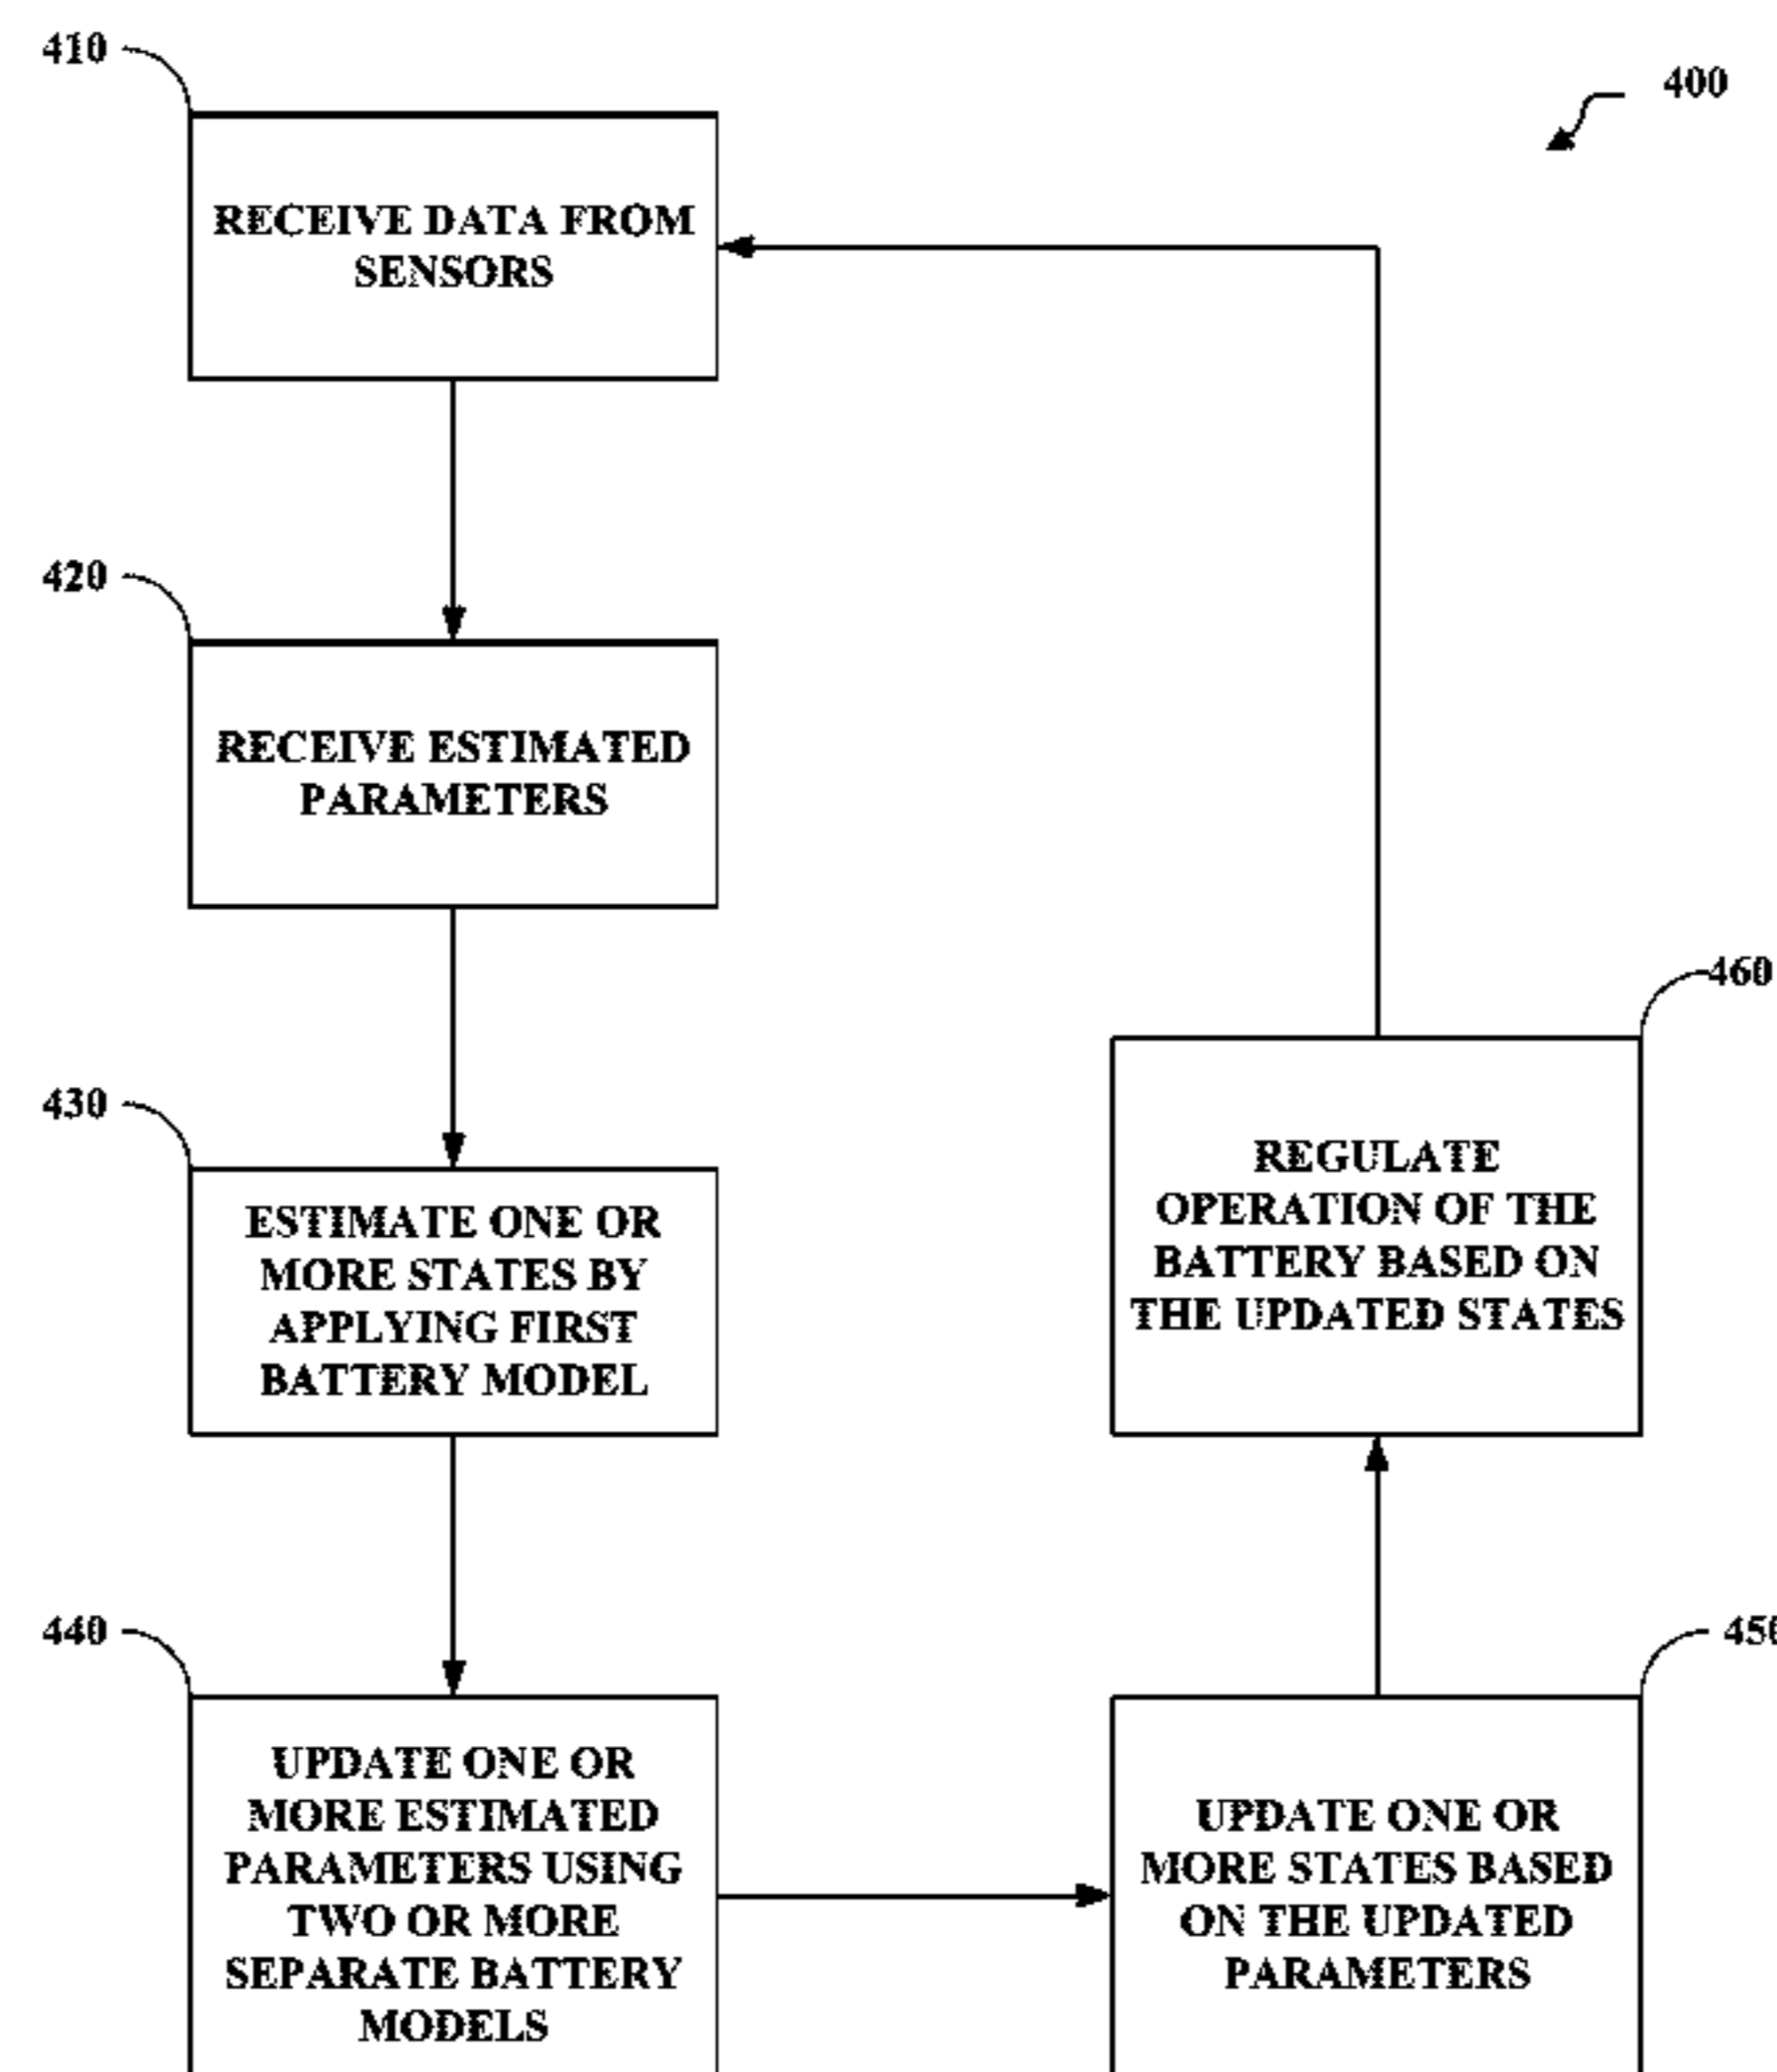 410
400
RECEIVE DATA FROM
SENSORS
420
RECEIVE ESTIMATED
PARAMETERS
430
ESTIMATE ONE OR
MORE STATES BY
APPLYING FIRST
BATTERY MODEL
440
UPDATE ONE OR
MORE ESTIMATED
PARAMETERS USING
TWO OR MORE
SEPARATE BATTERY
MODELS
450
UPDATE ONE OR
MORE STATES BASED
ON THE UPDATED
PARAMETERS
460
REGULATE
OPERATION OF THE
BATTERY BASED ON
THE UPDATED STATES